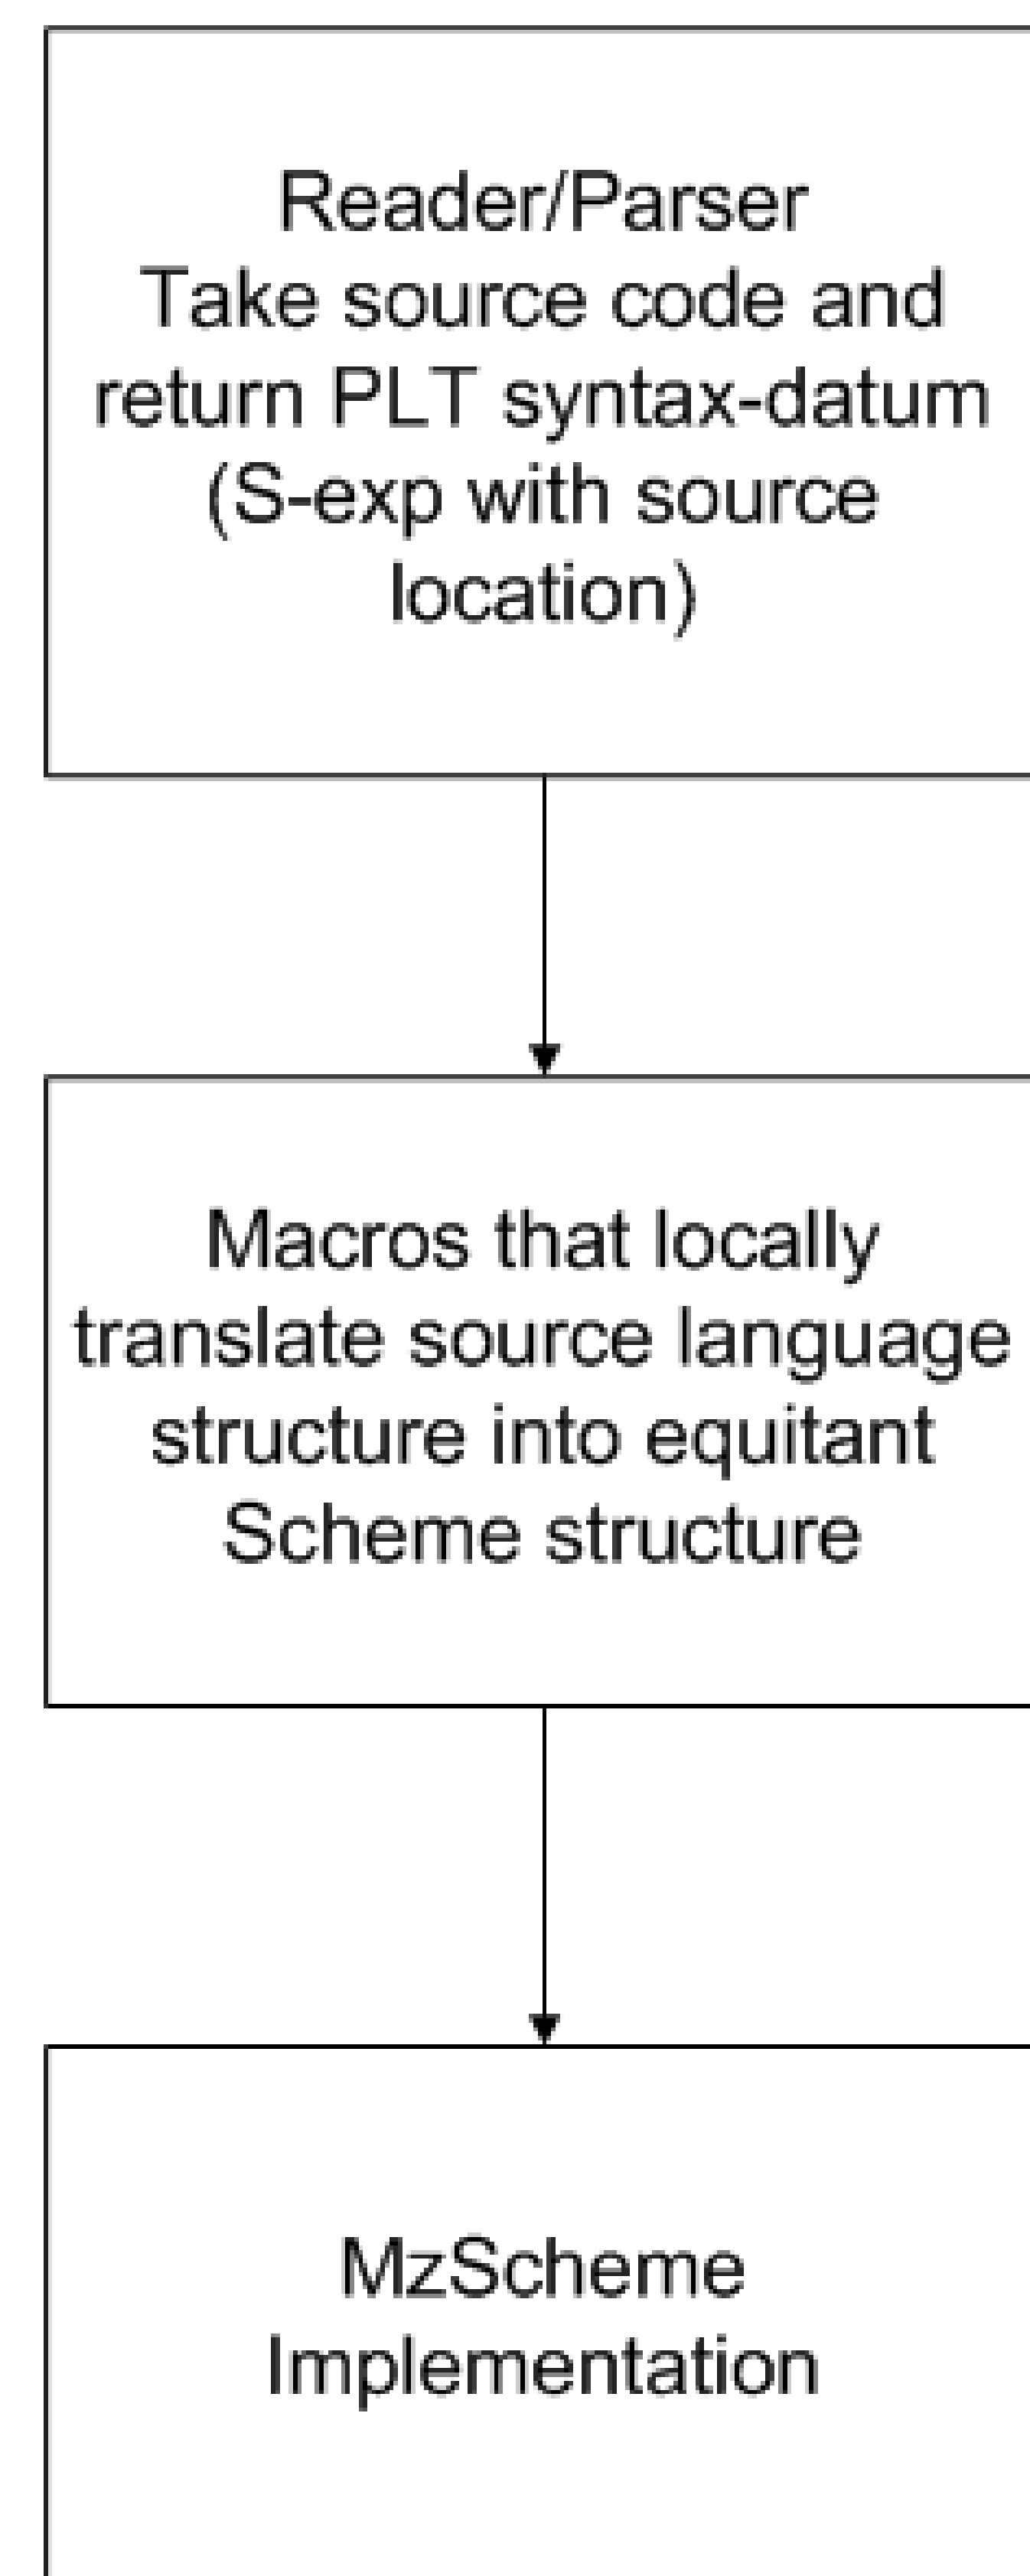 Reader/Parser
Take source code and
return PLT syntax-datum
(S-exp with source
location)
Macros that locally
translate source language
structure into equitant
Scheme structure
MzScheme
Implementation